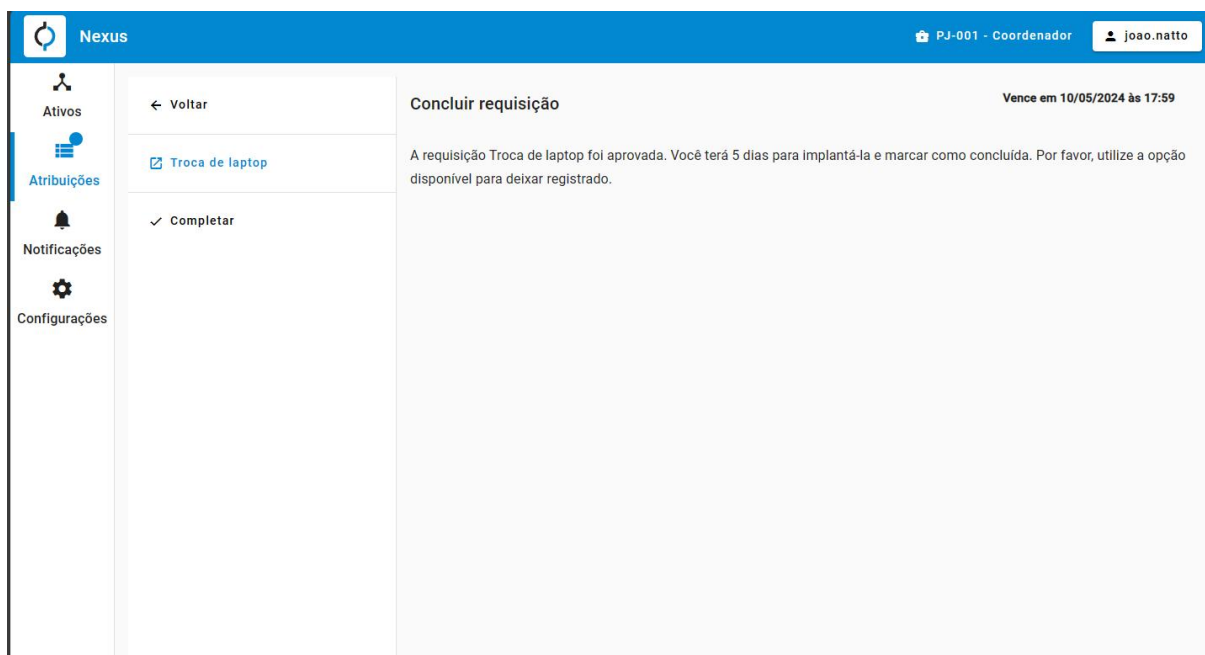 Nexus
PJ-001 - Coordenador
joao.natto
Ativos
Atribuições
Notificações
Configurações
Voltar
Troca de laptop
Completar
Concluir requisição
Vence em 10/05/2024 às 17:59
A requisição Troca de laptop foi aprovada. Você terá 5 dias para implantá-la e marcar como concluída. Por favor, utilize a opção
disponível para deixar registrado.